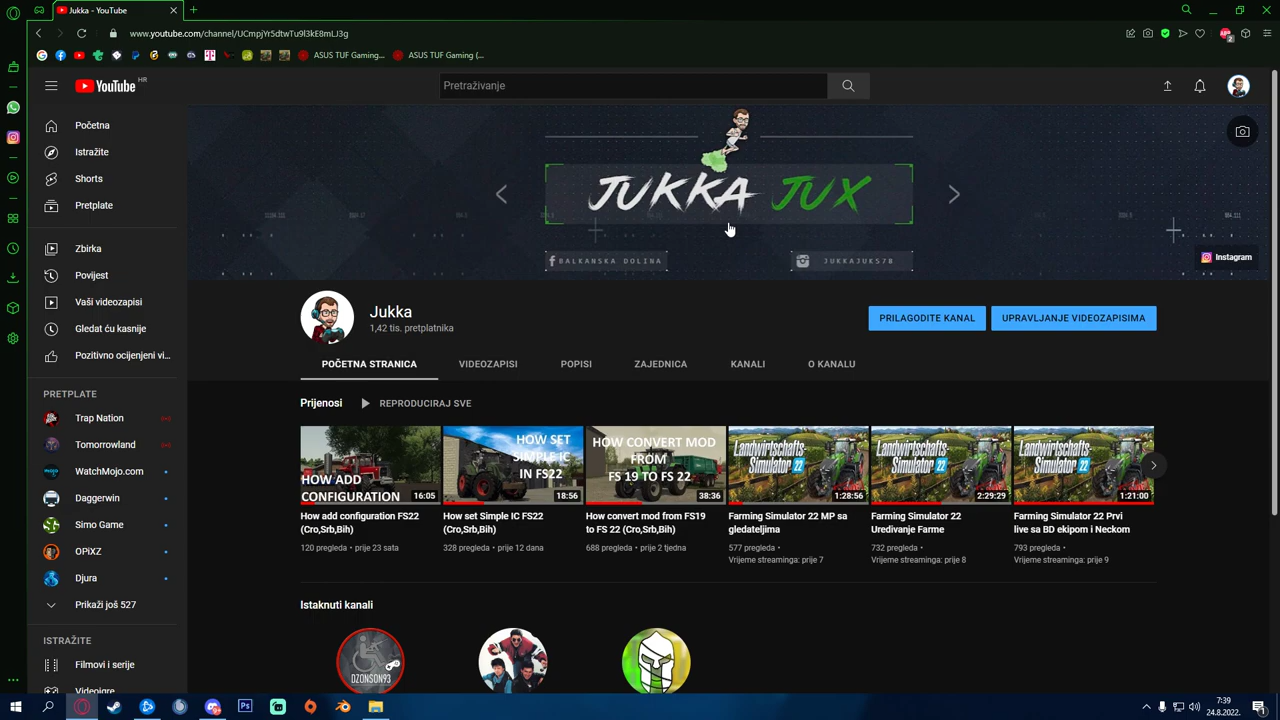 Jukka - YouTube
www.youtube.com/channel/UCmpjYr5dtwTu9l3kE8mLJ3g
ASUS TUF Gaming...
ASUS TUF Gaming (...
YouTube HR
Pretraživanje
Početna
Istražite
Shorts
Pretplate
Zbirka
Povijest
Vaši videozapisi
Gledat ću kasnije
Pozitivno ocijenjeni vi...
PRETPLATE
Trap Nation
Tomorrowland
WatchMojo.com
Daggerwin
Simo Game
OPiXZ
Djura
Prikaži još 527
ISTRAŽITE
Filmovi i serije
Videoigre
JUKKA JUX
BALKANSKA DOLINA
JUKKAJUKS78
Instagram
Jukka
1,42 tis. pretplatnika
PRILAGODITE KANAL
UPRAVLJANJE VIDEOZAPISIMA
POČETNA STRANICA
VIDEOZAPISI
POPISI
ZAJEDNICA
KANALI
O KANALU
Prijenosi
REPRODUCIRAJ SVE
HOW ADD
CONFIGURATION
16:05
How add configuration FS22
(Cro,Srb,Bih)
120 pregleda • prije 23 sata
HOW SET
SIMPLE IC
IN FS22
18:56
How set Simple IC FS22
(Cro,Srb,Bih)
328 pregleda • prije 12 dana
HOW CONVERT MOD
FROM
FS 19 TO FS 22
38:36
How convert mod from FS19
to FS 22 (Cro,Srb,Bih)
688 pregleda • prije 2 tjedna
Landwirtschafts
Simulator 22
1:28:56
Farming Simulator 22 MP sa
gledateljima
577 pregleda •
Vrijeme streaminga: prije 7
Landwirtschafts
Simulator 22
2:29:29
Farming Simulator 22
Uređivanje Farme
732 pregleda •
Vrijeme streaminga: prije 8
Landwirtschafts
Simulator 22
1:21:00
Farming Simulator 22 Prvi
live sa BD ekipom i Neckom
793 pregleda •
Vrijeme streaminga: prije 9
Istaknuti kanali
DZONSON93
7:39
24.8.2022.